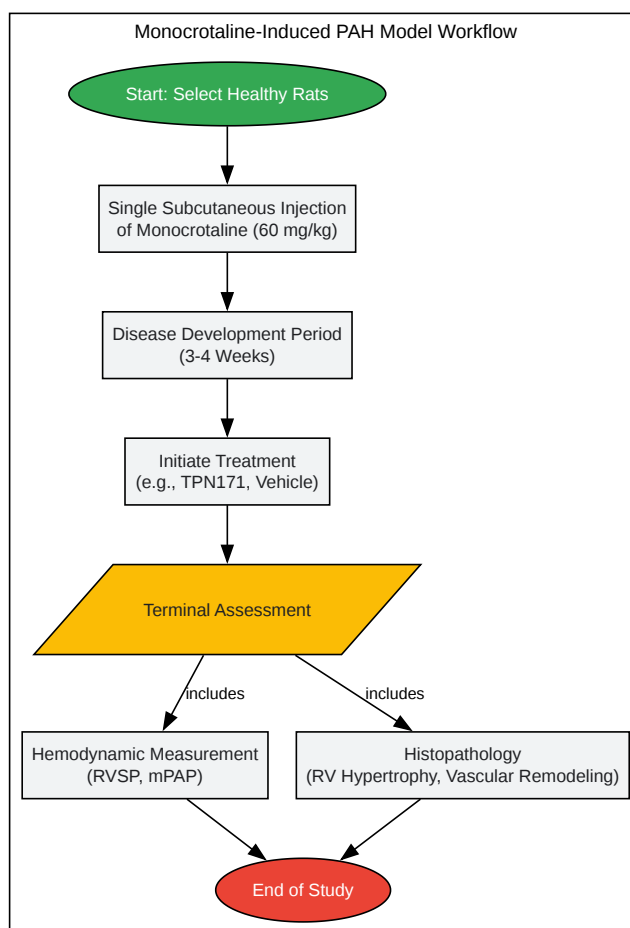 Monocrotaline-Induced PAH Model Workflow
Start: Select Healthy Rats
Single Subcutaneous Injection
of Monocrotaline (60 mg/kg)
Disease Development Period
(3-4 Weeks)
Initiate Treatment
(e.g., TPN171, Vehicle)
Terminal Assessment
includes
includes
Hemodynamic Measurement
(RVSP, mPAP)
Histopathology
(RV Hypertrophy, Vascular Remodeling)
End of Study